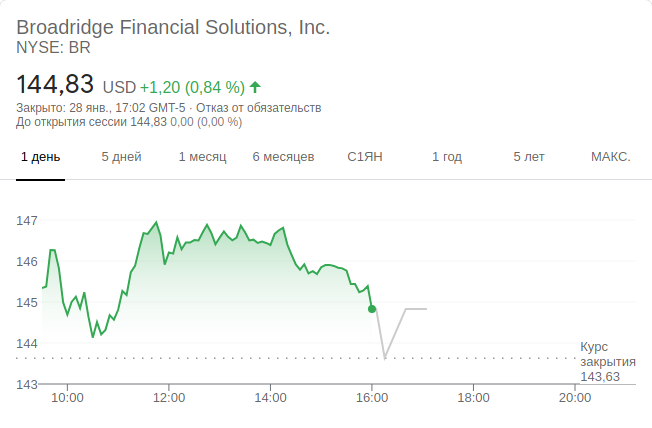 Broadridge Financial Solutions, Inc.
NYSE: BR
144,83 USD +1,20 (0,84 %)
Закрыто: 28 янв., 17:02 GMT-5 · Отказ от обязательств
До открытия сессии 144,83 0,00 (0,00 %)
1 день 5 дней 1 месяц 6 месяцев С1ЯН 1 год 5 лет МАКС.
147
146
145
144
Курс
закрытия
143,63
143
10:00 12:00 14:00 16:00 18:00 20:00